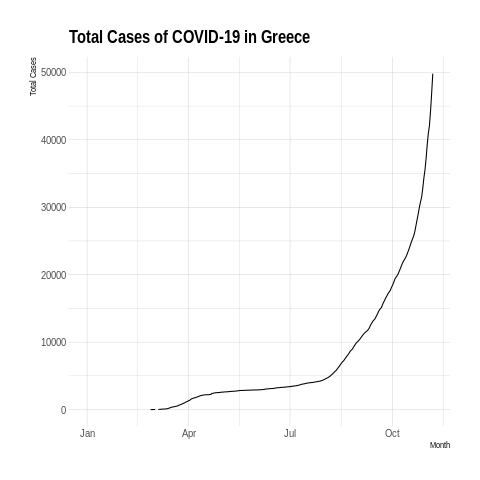 Total Cases of COVID-19 in Greece
Total Cases
50000
40000
30000
20000
10000
0
Jan Apr Jul Oct
Month